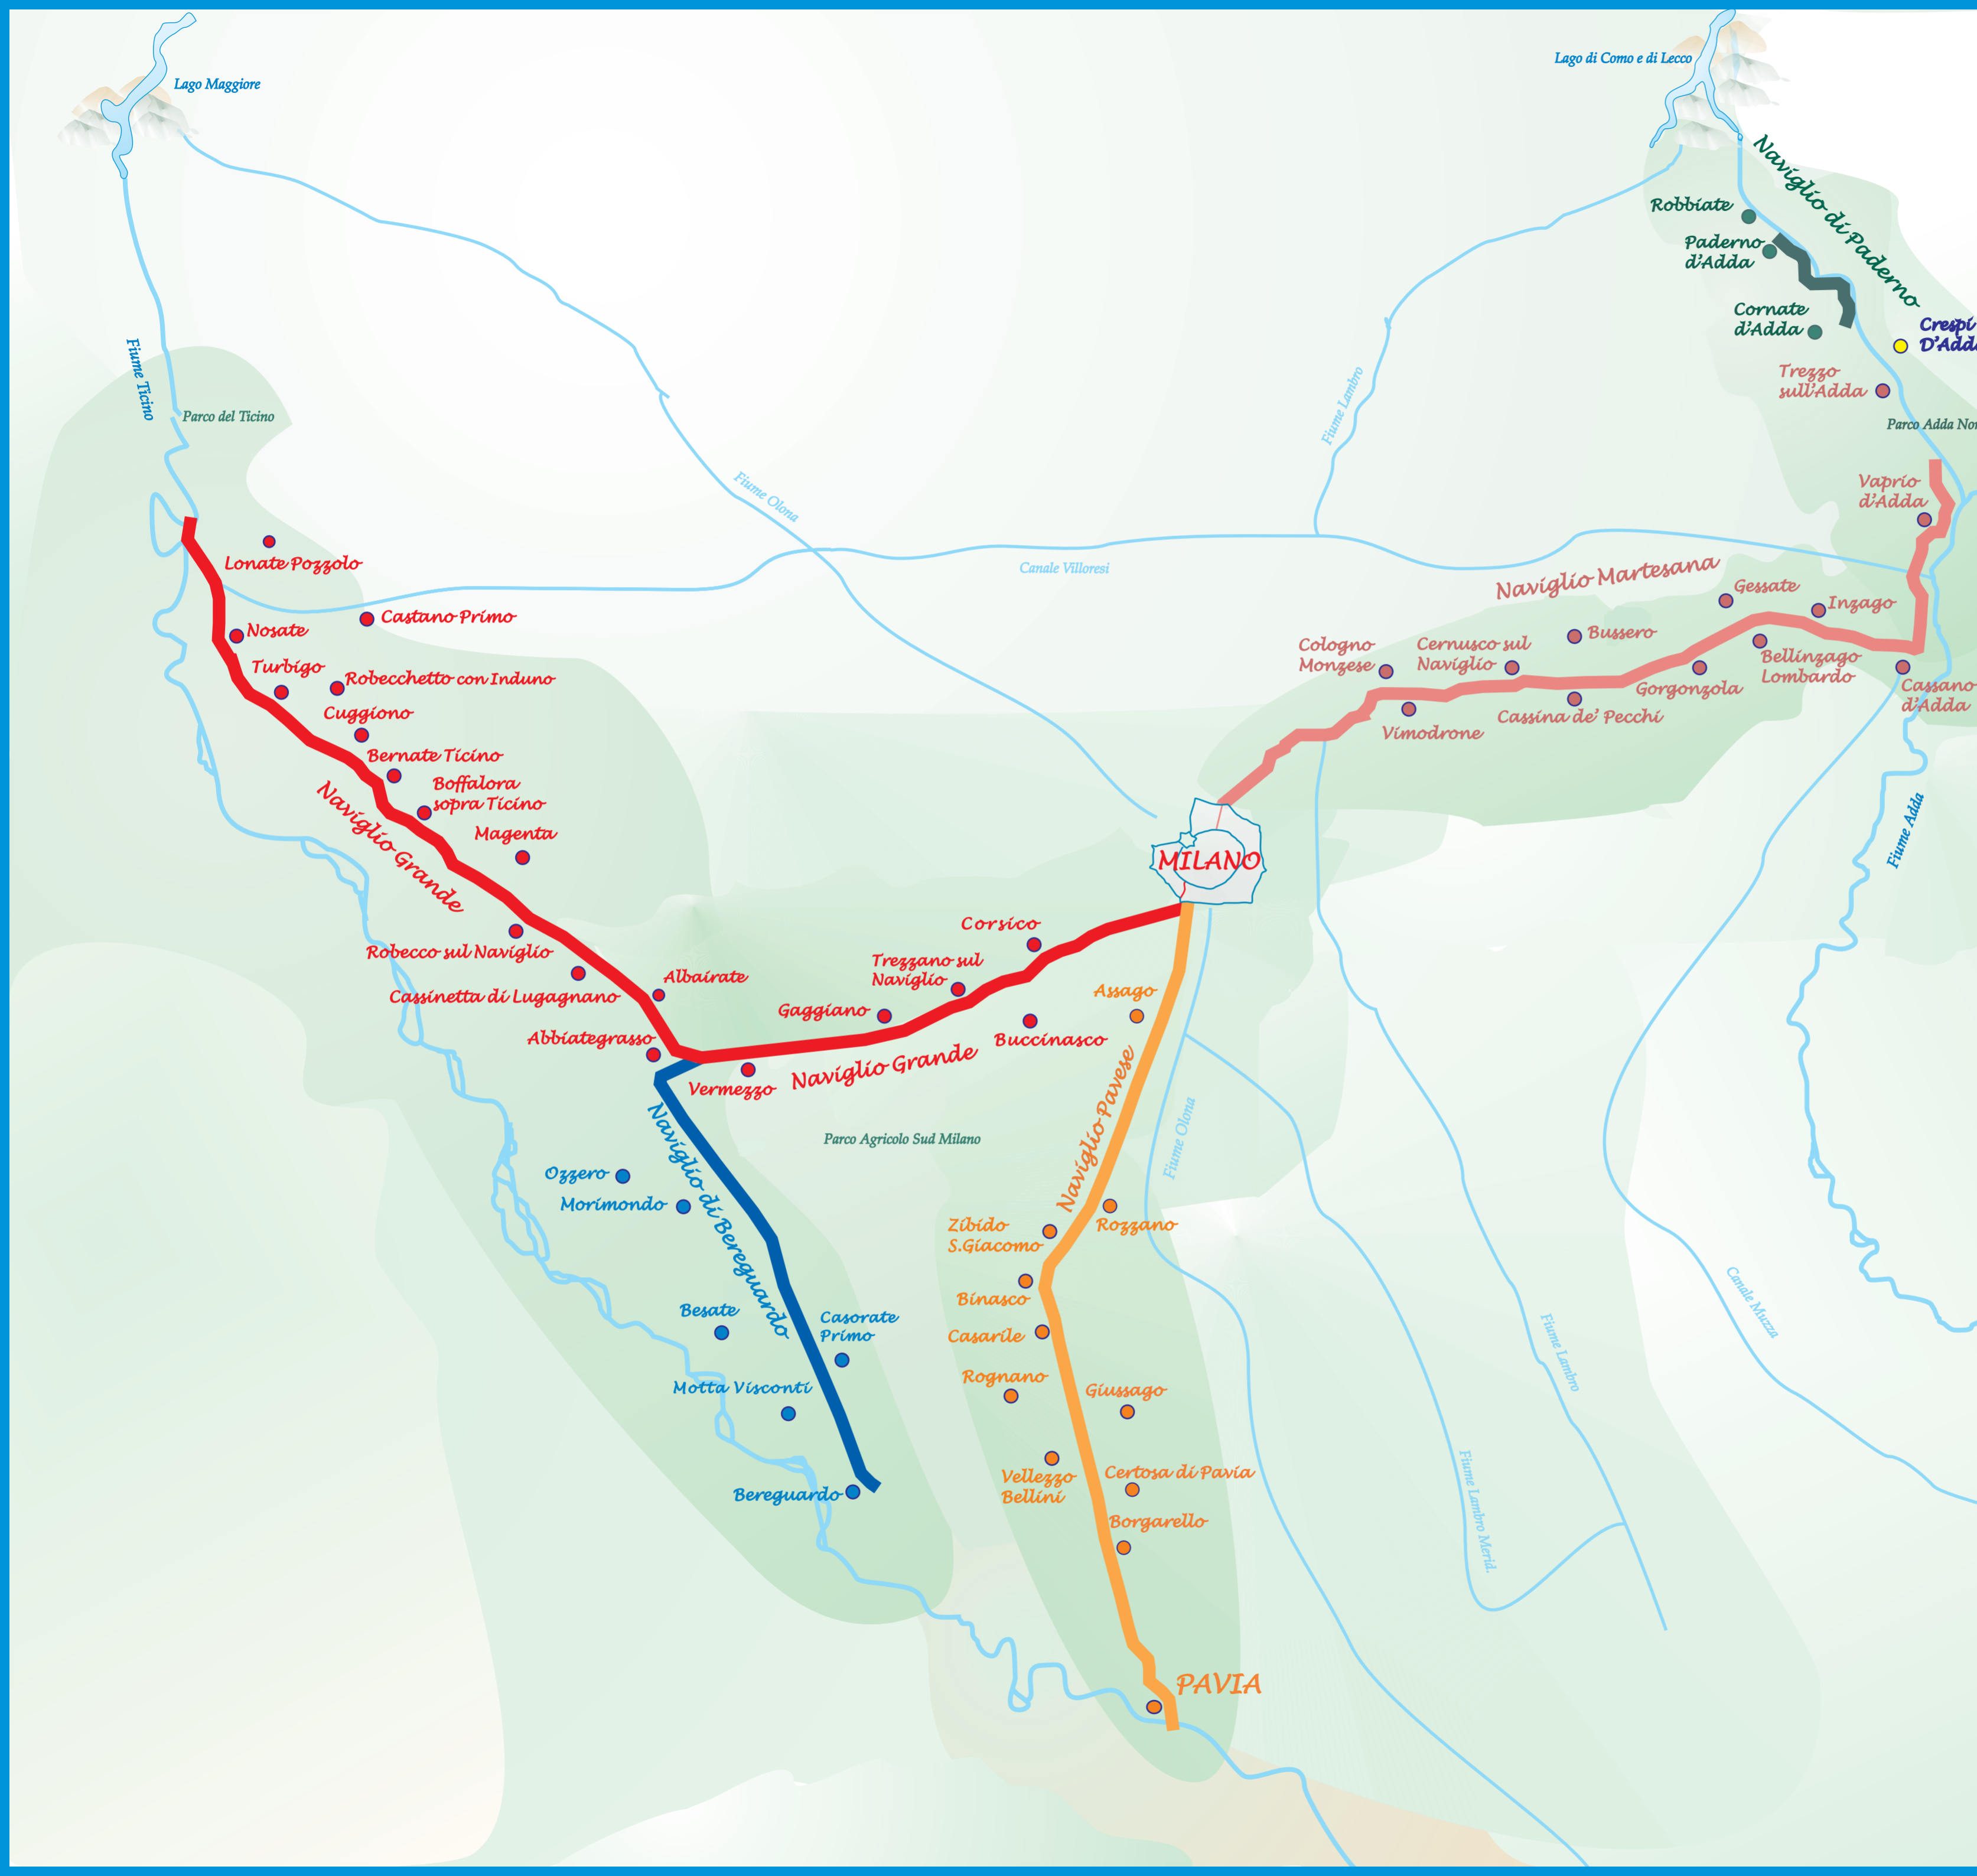 Lago Maggiore
Lago di Como e di Lecco
Naviglio di Paderno
Robbiate
Paderno
d'Adda
Cornate
d'Adda
Crespi
Trezzo
sull'Adda
Parco Adda
Fiume Ticino
Parco del Ticino
Fiume Lambro
Fiume Olona
Vaprio
d'Adda
Canale Villoresi
Lonate Pozzolo
Castano Primo
Nosate
Turbigo
Robecchetto con Induno
Cuggiono
Bernate Ticino
Boffalora
sopra Ticino
Magenta
Naviglio Grande
Naviglio Martesana
Gessate
Inzago
Bussero
Cologno
Monzese
Cernusco sul
Naviglio
Bellinzago
Lombardo
Gorgonzola
Cassano
d'Adda
Cassina de' Pecchi
Vimodrone
Fiume Adda
MILANO
Robecco sul Naviglio
Cassinetta di Lugagnano
Albairate
Abbiategrasso
Corsico
Trezzano sul
Naviglio
Gaggiano
Buccinasco
Vermezzo
Naviglio Grande
Assago
Naviglio Pavese
Fiume Olona
Parco Agricolo Sud Milano
Naviglio di Bereguardo
Ozzero
Morimondo
Besate
Casorate
Primo
Motta Visconti
Bereguardo
Zibido
S.Giacomo
Rozzano
Binasco
Casarile
Rognano
Giussago
Vellezzo
Bellini
Certosa di Pavia
Borgarello
PAVIA
Canale Muzza
Fiume Lambro
Fiume Lambro Merid.